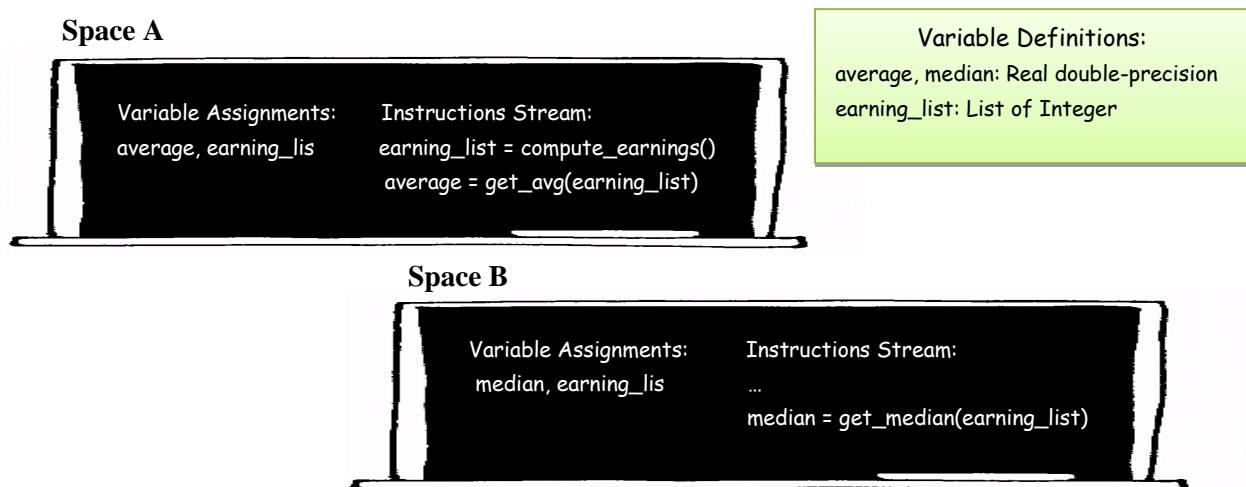 Space A
Variable Definitions:
average, median: Real double-precision
earning_list: List of Integer
Variable Assignments:
average, earning_lis
Instructions Stream:
earning_list = compute_earnings()
average = get_avg(earning_list)
Space B
Variable Assignments:
median, earning_lis
Instructions Stream:
…
median = get_median(earning_list)